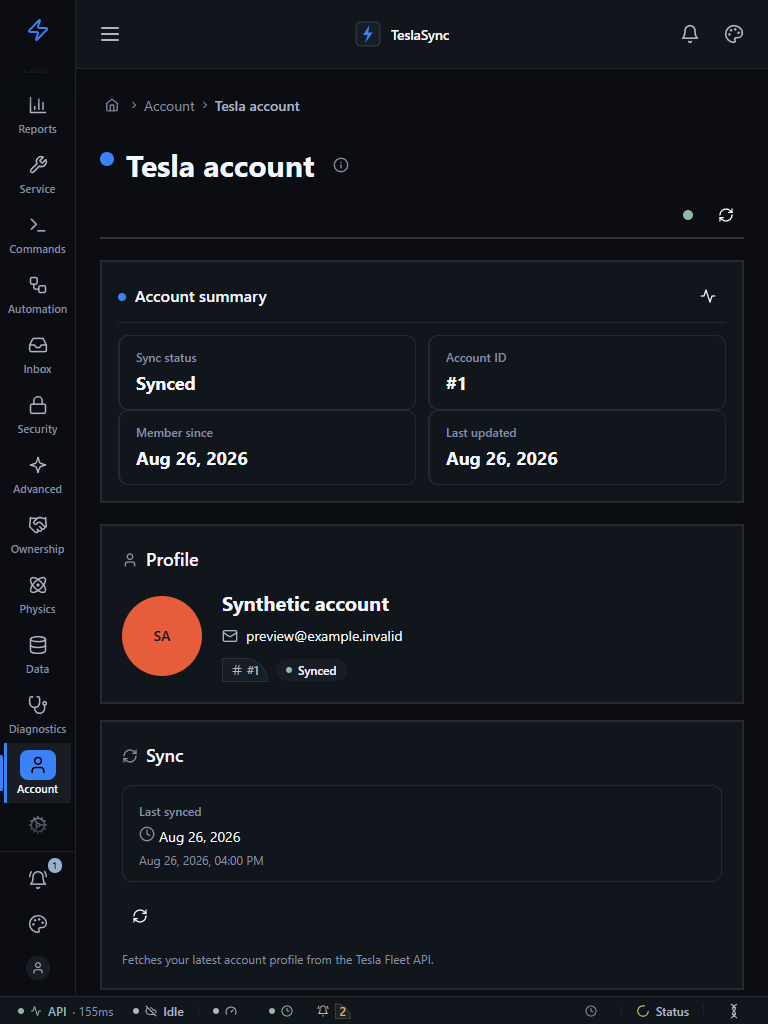 TeslaSync
Reports
Service
Commands
Automation
Inbox
Security
Advanced
Ownership
Physics
Data
Diagnostics
Account
1
Account
Tesla account
Tesla account
Account summary
Sync status
Synced
Account ID
#1
Member since
Aug 26, 2026
Last updated
Aug 26, 2026
Profile
SA
Synthetic account
preview@example.invalid
#1
Synced
Sync
Last synced
Aug 26, 2026
Aug 26, 2026, 04:00 PM
Fetches your latest account profile from the Tesla Fleet API.
API · 155ms
Idle
2
Status